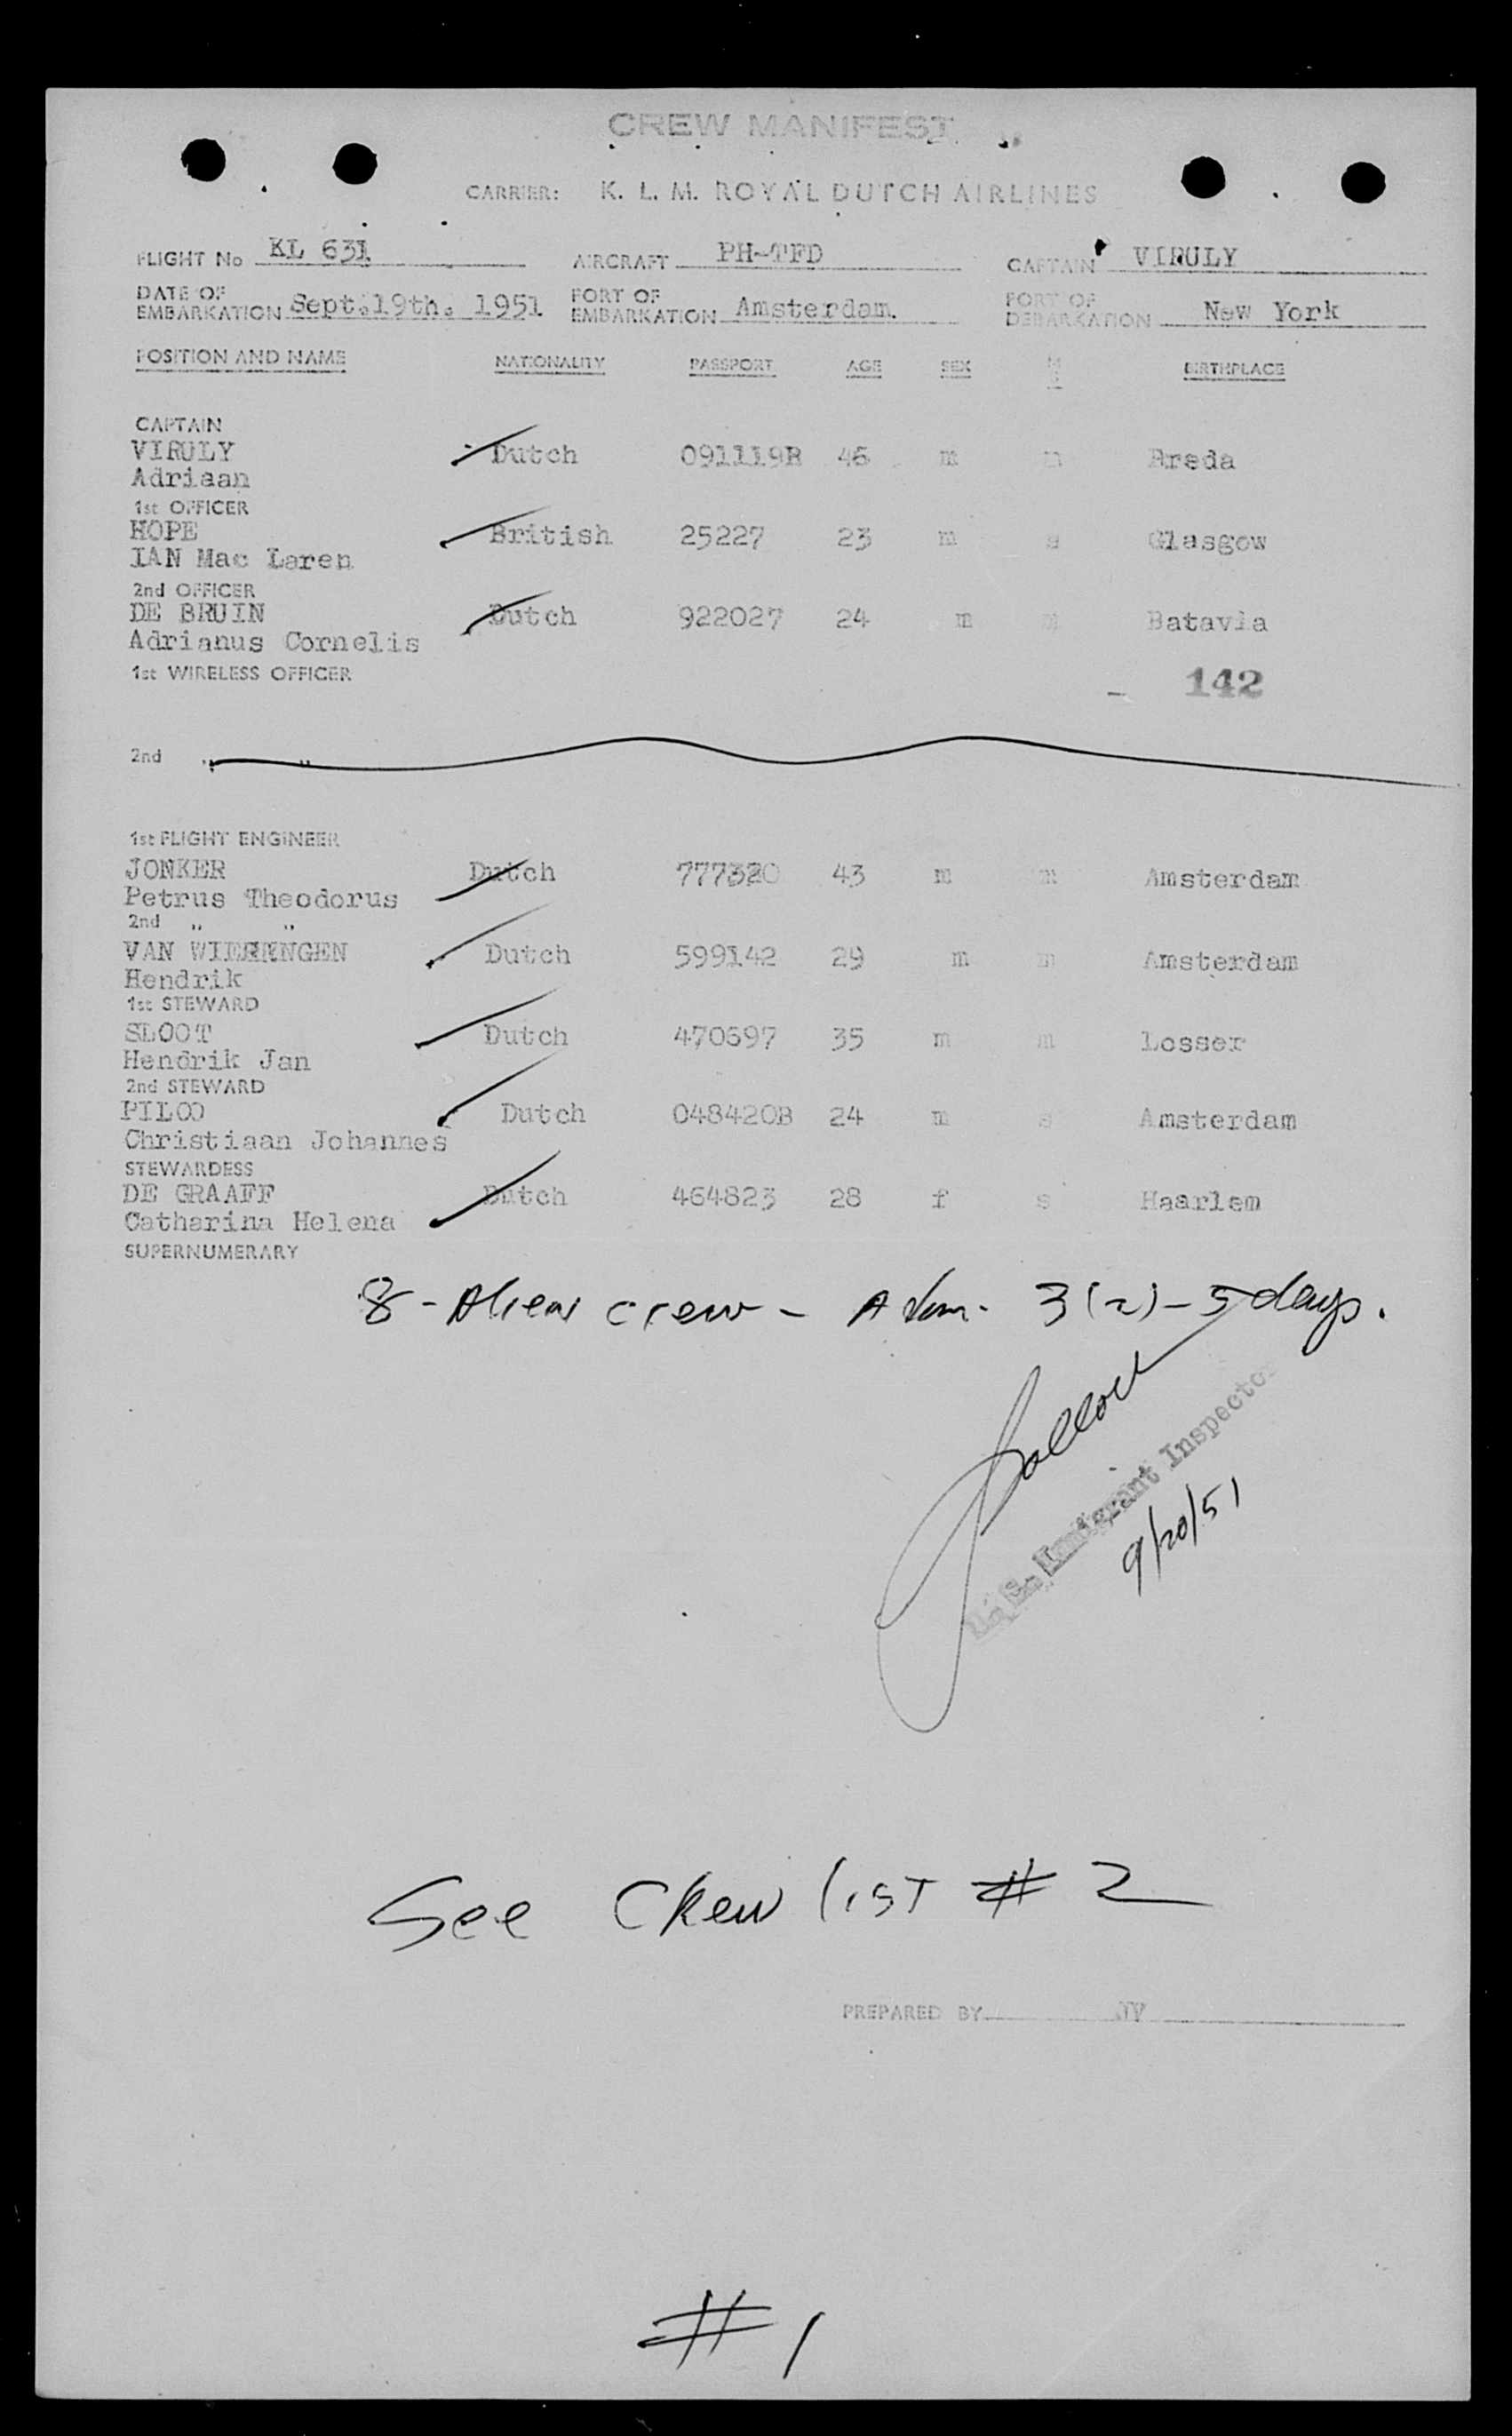 CREW MANIFEST
CARRIER: K. L. M. ROYAL DUTCH AIRLINES
FLIGHT No KL 631 AIRCRAFT PH-TFD CAPTAIN VIRULY
DATE OF EMBARKATION Sept.19th. 1951 PORT OF EMBARKATION Amsterdam. PORT OF DEBARKATION New York
POSITION AND NAME NATIONALITY PASSPORT AGE SEX BIRTHPLACE
CAPTAIN
VIRULY Dutch 091119B 46 m m Breda
Adriaan
1st OFFICER
HOPE British 25227 23 m s Glasgow
IAN Mac Laren
2nd OFFICER
DE BRUIN Dutch 922027 24 m m Batavia
Adrianus Cornelis
1st WIRELESS OFFICER
142
2nd " "
1st FLIGHT ENGINEER
JONKER Dutch 777320 43 m m Amsterdam
Petrus Theodorus
2nd " "
VAN WIERINGEN Dutch 599142 29 m m Amsterdam
Hendrik
1st STEWARD
SLOOT Dutch 470697 35 m m Losser
Hendrik Jan
2nd STEWARD
PILOO Dutch 048420B 24 m s Amsterdam
Christiaan Johannes
STEWARDESS
DE GRAAFF Dutch 464823 28 f s Haarlem
Catharina Helena
SUPERNUMERARY
8 - Alien crew - Adm. 3(2) - 5 days.
U. S. Immigrant Inspector
9/20/51
See Crew list # 2
PREPARED BY
# 1